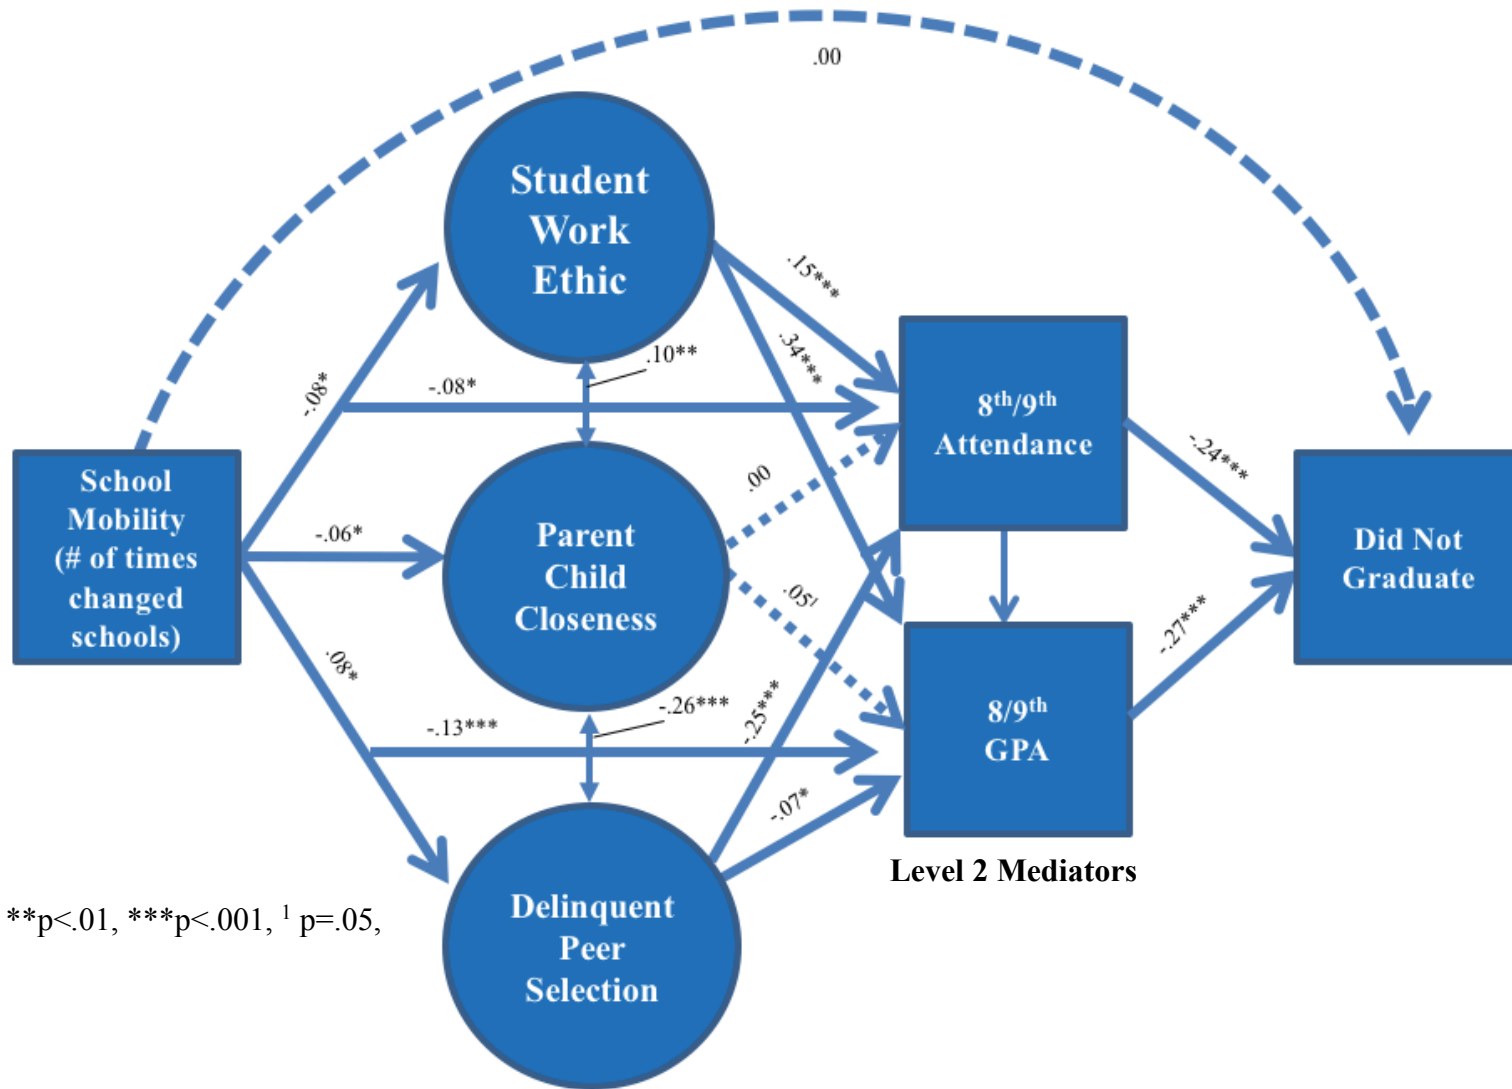 .00
Student
Work
Ethic
.15***
.34***
.10**
-.08*
-.08*
8th/9th
Attendance
-.24***
School
Mobility
(# of times
changed
schools)
-.06*
Parent
Child
Closeness
.00
.05¹
Did Not
Graduate
-.27***
.08*
-.13***
-.26***
-.25***
8/9th
GPA
-.07*
Level 2 Mediators
**p<.01, ***p<.001, ¹ p=.05,
Delinquent
Peer
Selection